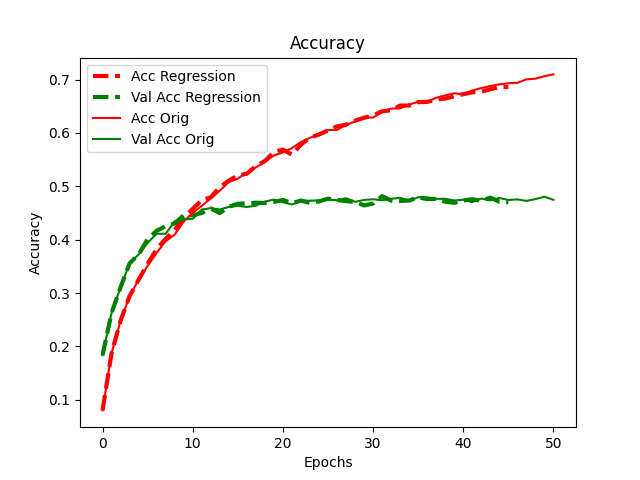 Accuracy
Acc Regression
Val Acc Regression
Acc Orig
Val Acc Orig
0.7
0.6
0.5
0.4
0.3
0.2
0.1
Accuracy
0
10
20
30
40
50
Epochs